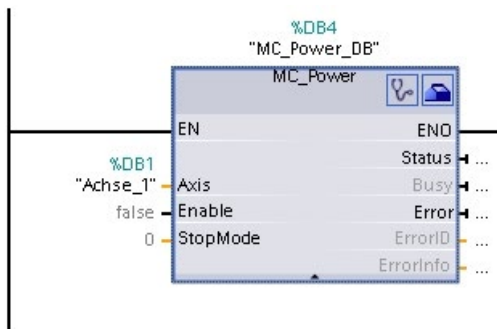 %DB4
"MC_Power_DB"
MC_Power
EN ENO
Status ...
%DB1
"Achse_1" Axis Busy ...
false Enable Error ...
0 StopMode ErrorID ...
ErrorInfo ...